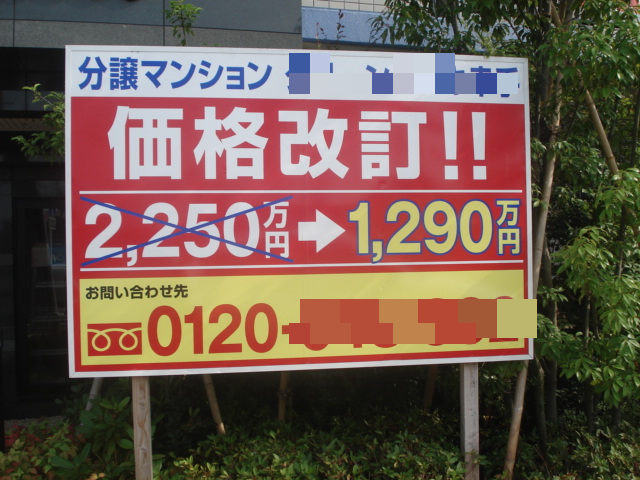 分譲マンション
価格改訂!!
2,250万円→1,290万円
お問い合わせ先
0120-